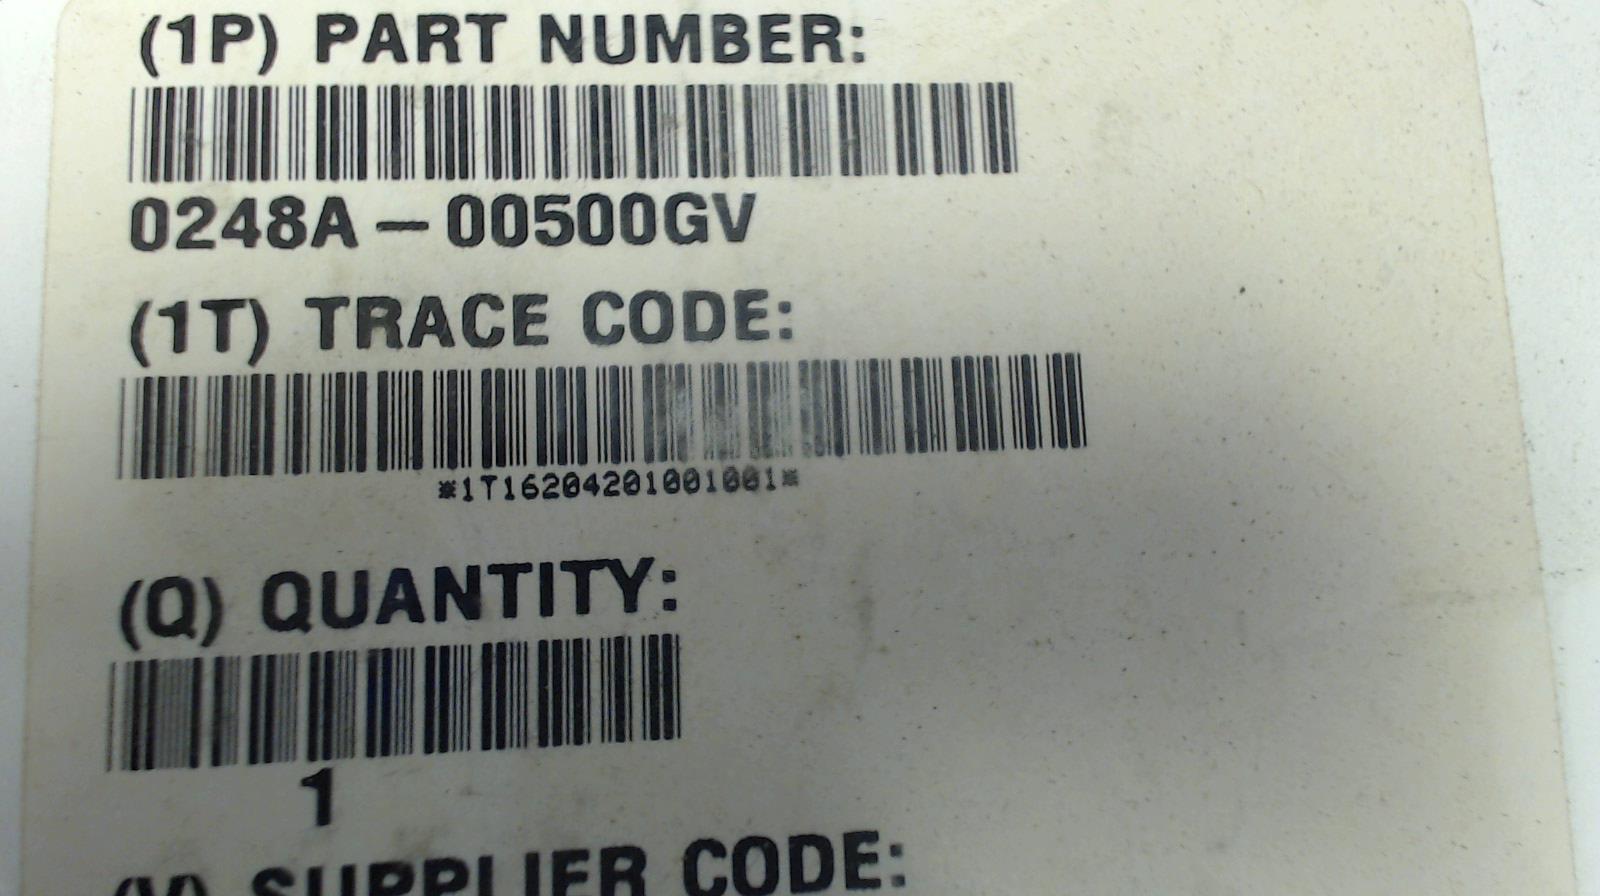 (1P) PART NUMBER:
0248A-00500GV
(1T) TRACE CODE:
*1T16204201001001*
(Q) QUANTITY:
1
(V) SUPPLIER CODE: